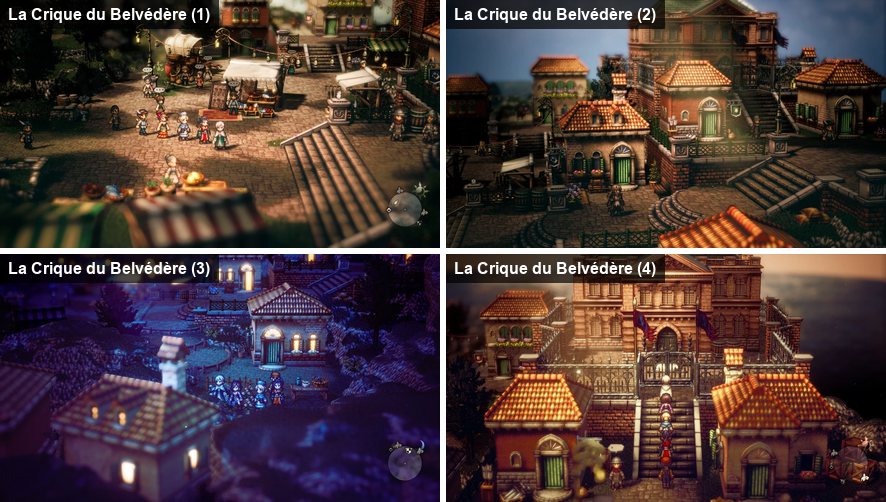 La Crique du Belvédère (1)
La Crique du Belvédère (2)
La Crique du Belvédère (3)
La Crique du Belvédère (4)